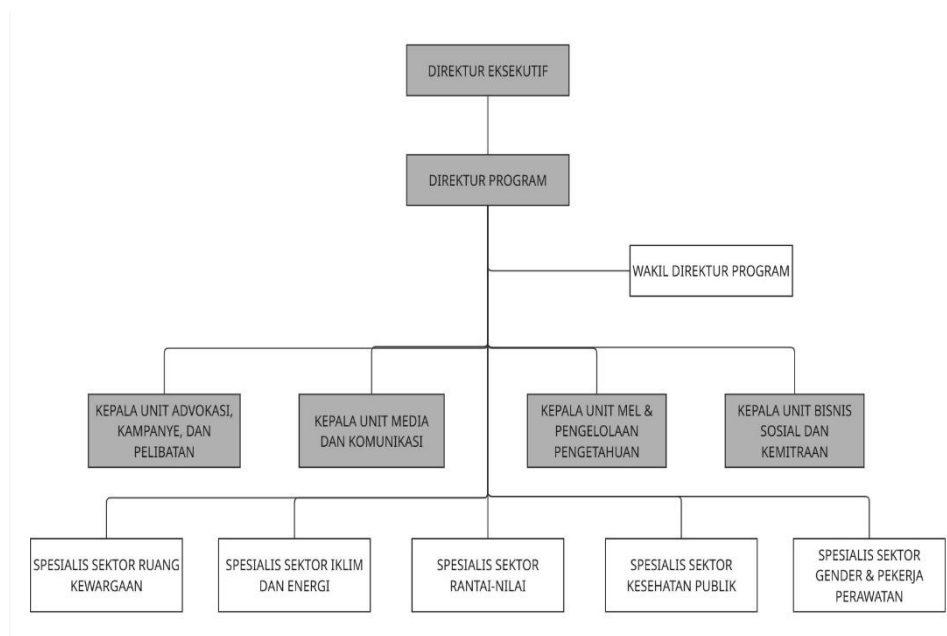 DIREKTUR EKSEKUTIF
DIREKTUR PROGRAM
WAKIL DIREKTUR PROGRAM
KEPALA UNIT ADVOKASI,
KAMPANYE, DAN
PELIBATAN
KEPALA UNIT MEDIA
DAN KOMUNIKASI
KEPALA UNIT MEL &
PENGELOLAAN
PENGETAHUAN
KEPALA UNIT BISNIS
SOSIAL DAN
KEMITRAAN
SPESIALIS SEKTOR RUANG
KEWARGAAN
SPESIALIS SEKTOR IKLIM
DAN ENERGI
SPESIALIS SEKTOR
RANTAI-NILAI
SPESIALIS SEKTOR
KESEHATAN PUBLIK
SPESIALIS SEKTOR
GENDER & PEKERJA
PERAWATAN